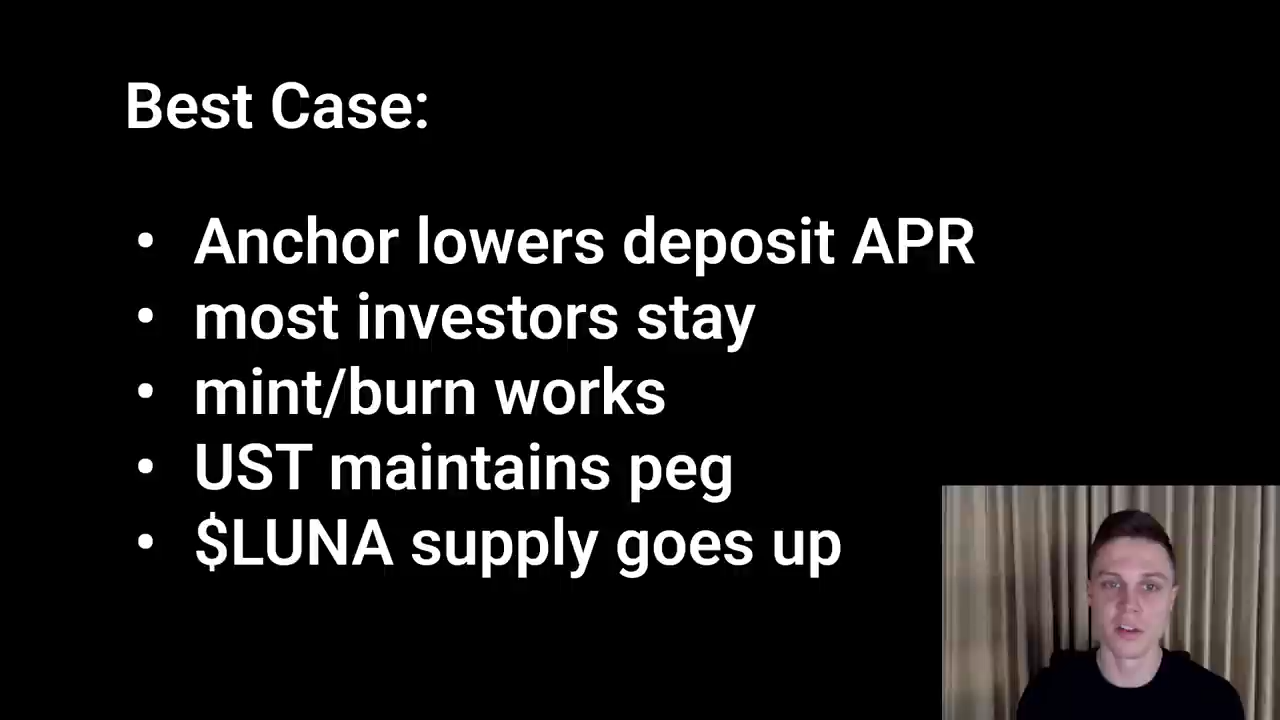 Best Case:
• Anchor lowers deposit APR
• most investors stay
• mint/burn works
• UST maintains peg
• $LUNA supply goes up